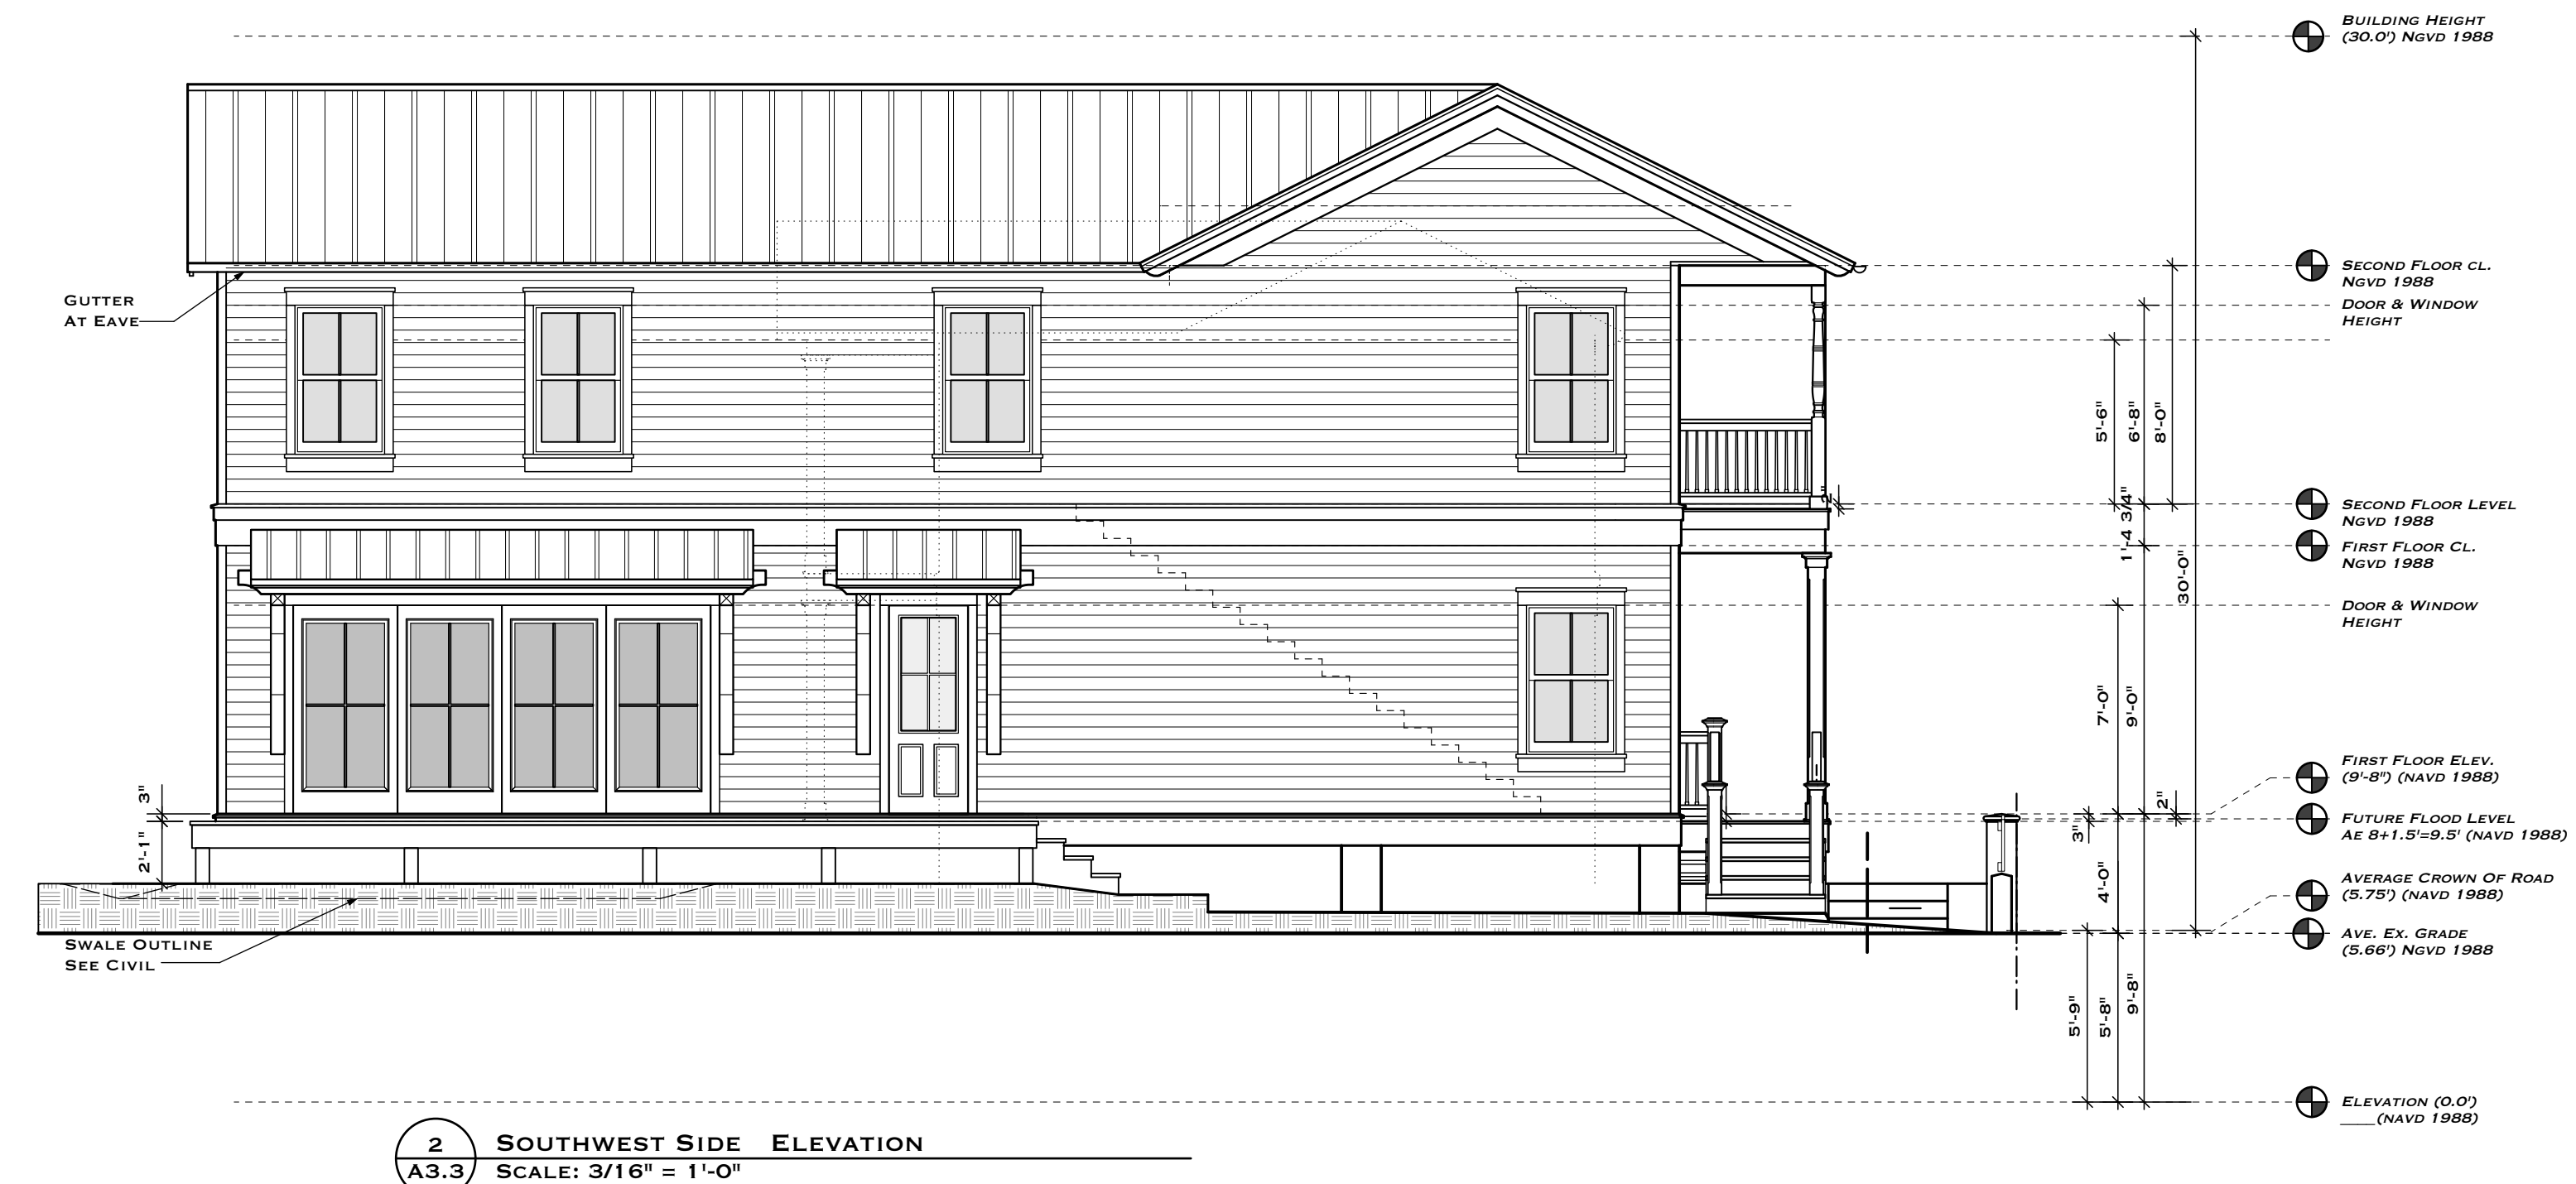 Building Height
(30.0') Ngvd 1988
Second Floor cl.
Ngvd 1988
Door & Window
Height
Gutter
At Eave
5'-6"
6'-8"
8'-0"
2"
1'-4 3/4"
Second Floor Level
Ngvd 1988
First Floor Cl.
Ngvd 1988
30'-0"
Door & Window
Height
7'-0"
9'-0"
First Floor Elev.
(9'-8") (navd 1988)
3"
2'-1"
2"
3"
Future Flood Level
Ae 8+1.5'=9.5' (navd 1988)
4'-0"
Average Crown Of Road
(5.75') (navd 1988)
Swale Outline
See Civil
Ave. Ex. Grade
(5.66') Ngvd 1988
5'-9"
5'-8"
9'-8"
Elevation (0.0')
____(navd 1988)
2
A3.3
Southwest Side Elevation
Scale: 3/16" = 1'-0"